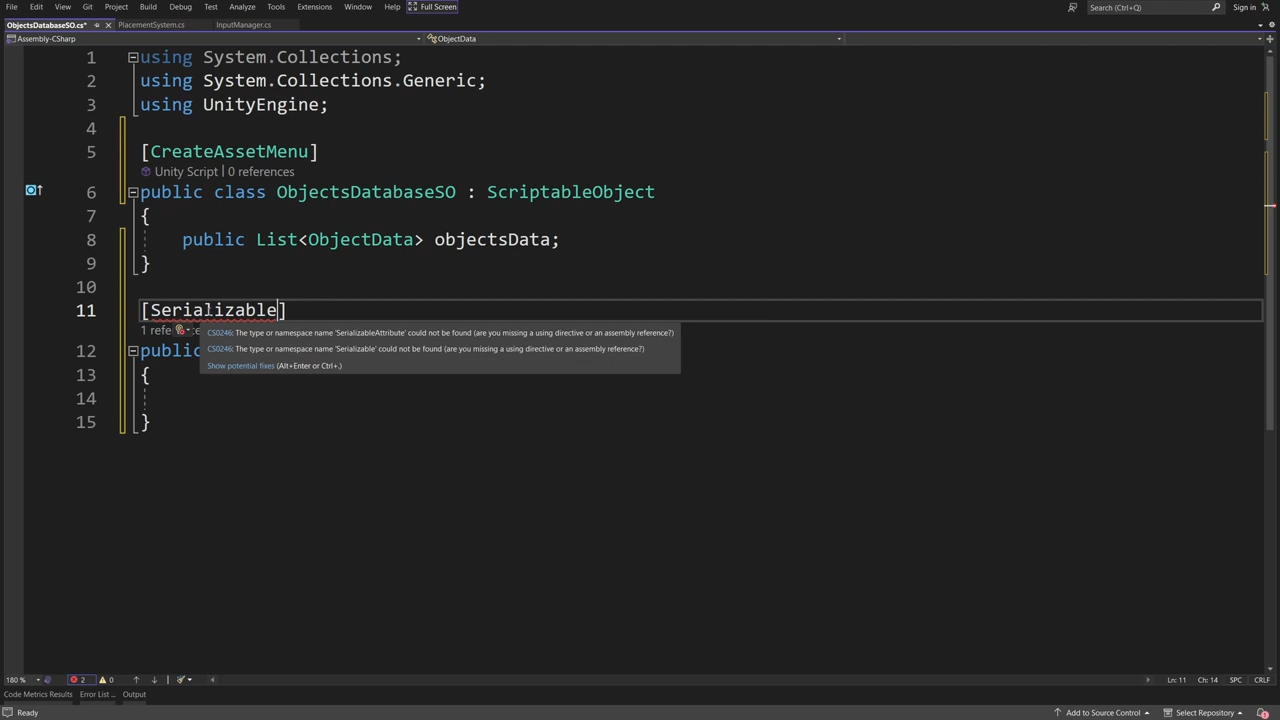 File Edit View Git Project Build Debug Test Analyze Tools Extensions Window Help Full Screen Search (Ctrl+Q) Sign in
ObjectsDatabaseSO.cs* PlacementSystem.cs InputManager.cs
Assembly-CSharp ObjectData
1 using System.Collections;
2 using System.Collections.Generic;
3 using UnityEngine;
4
5 [CreateAssetMenu]
Unity Script | 0 references
6 public class ObjectsDatabaseSO : ScriptableObject
7 {
8 public List<ObjectData> objectsData;
9 }
10
11 [Serializable]
1 refe
CS0246: The type or namespace name 'SerializableAttribute' could not be found (are you missing a using directive or an assembly reference?)
CS0246: The type or namespace name 'Serializable' could not be found (are you missing a using directive or an assembly reference?)
12 public
Show potential fixes (Alt+Enter or Ctrl+.)
13 {
14
15 }
180 % 2 0 Ln: 11 Ch: 14 SPC CRLF
Code Metrics Results Error List ... Output
Ready Add to Source Control Select Repository 1